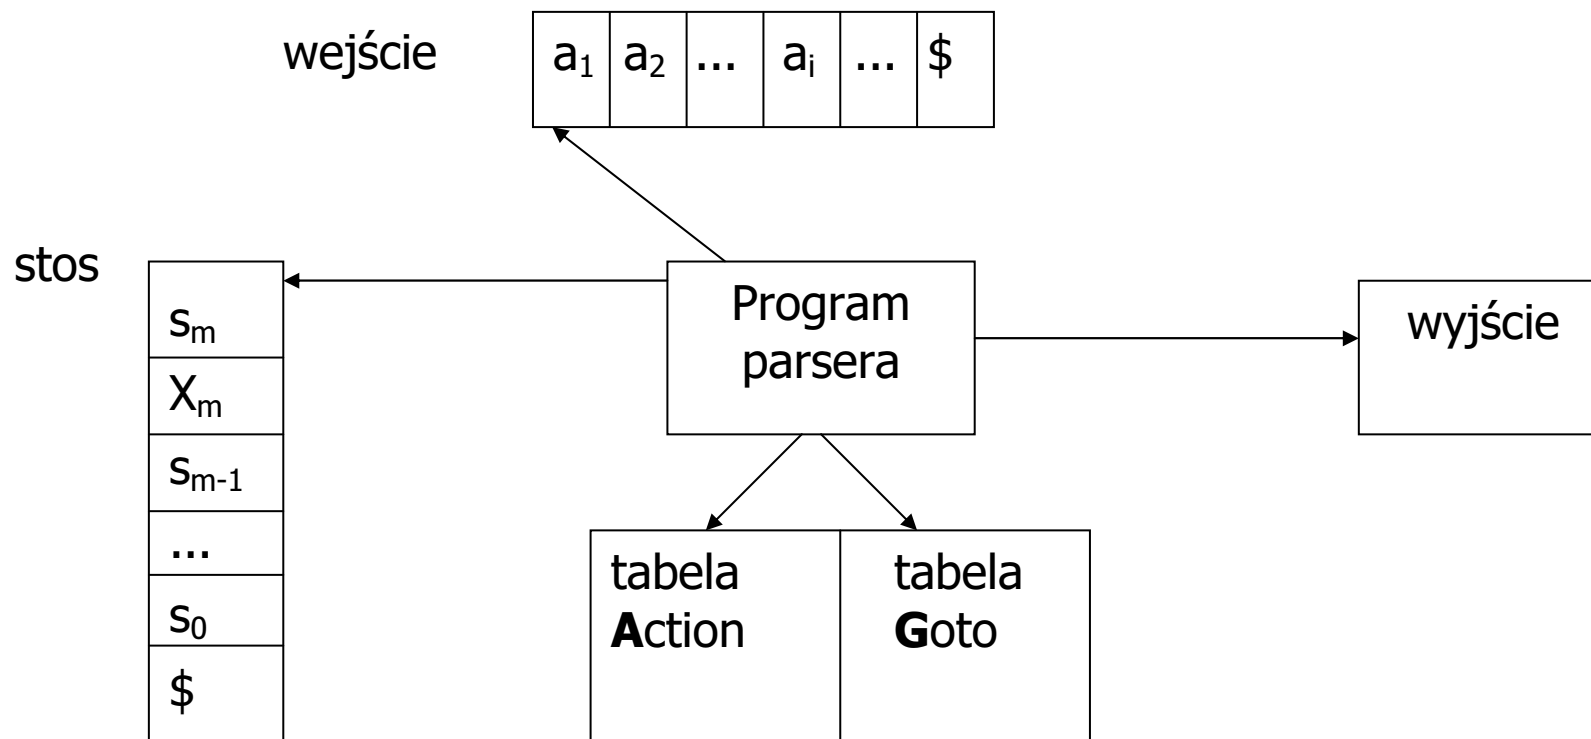 wejście
a₁ a₂ ... aᵢ ... $
stos
sₘ
Xₘ
sₘ₋₁
...
s₀
$
Program
parsera
wyjście
tabela
Action
tabela
Goto